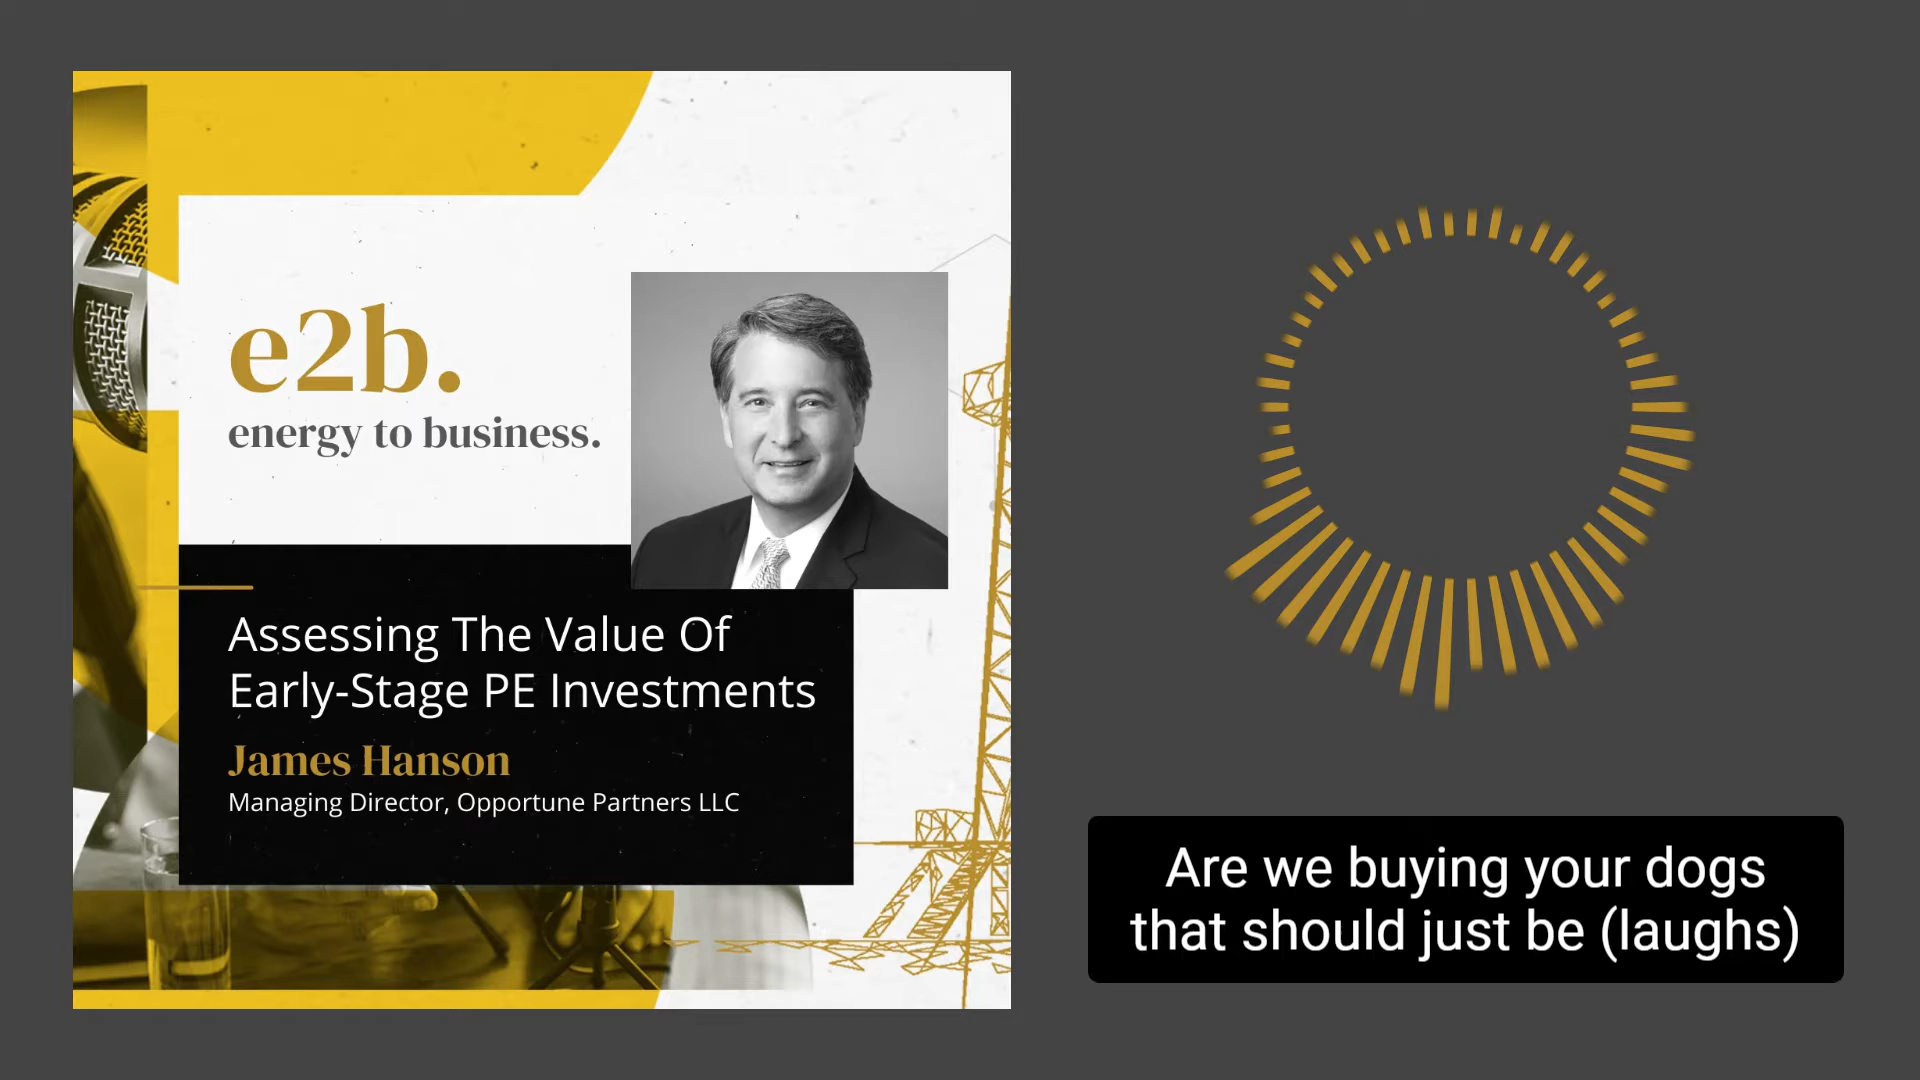 e2b.
energy to business.
Assessing The Value Of
Early-Stage PE Investments
James Hanson
Managing Director, Opportune Partners LLC
Are we buying your dogs
that should just be (laughs)